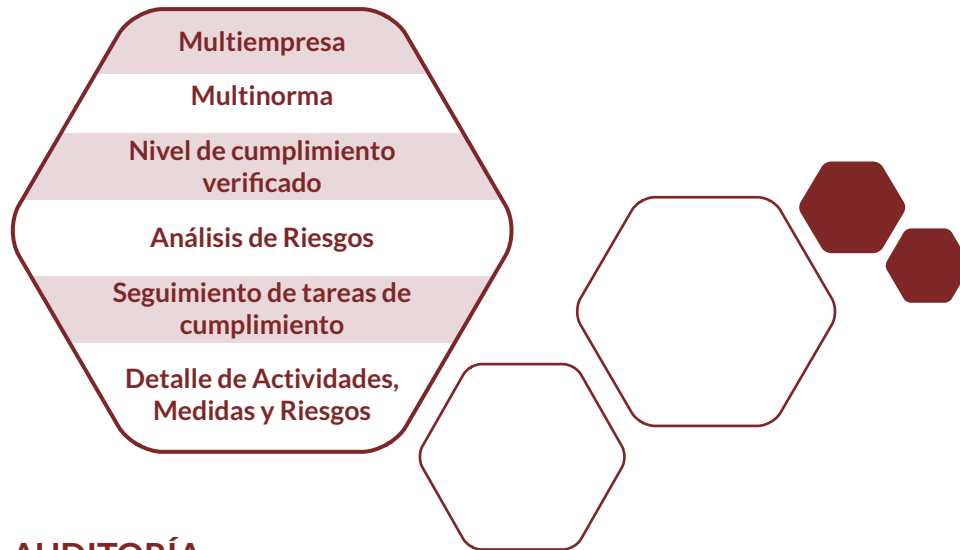 Multiempresa
Multinorma
Nivel de cumplimiento
verificado
Análisis de Riesgos
Seguimiento de tareas de
cumplimiento
Detalle de Actividades,
Medidas y Riesgos
AUDITORÍA